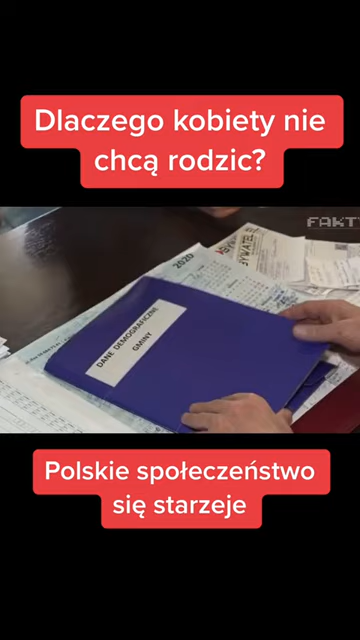 Dlaczego kobiety nie
chcą rodzic?
FAKT
2020
DANE DEMOGRAFICZNE
GMINY
Polskie społeczeństwo
się starzeje